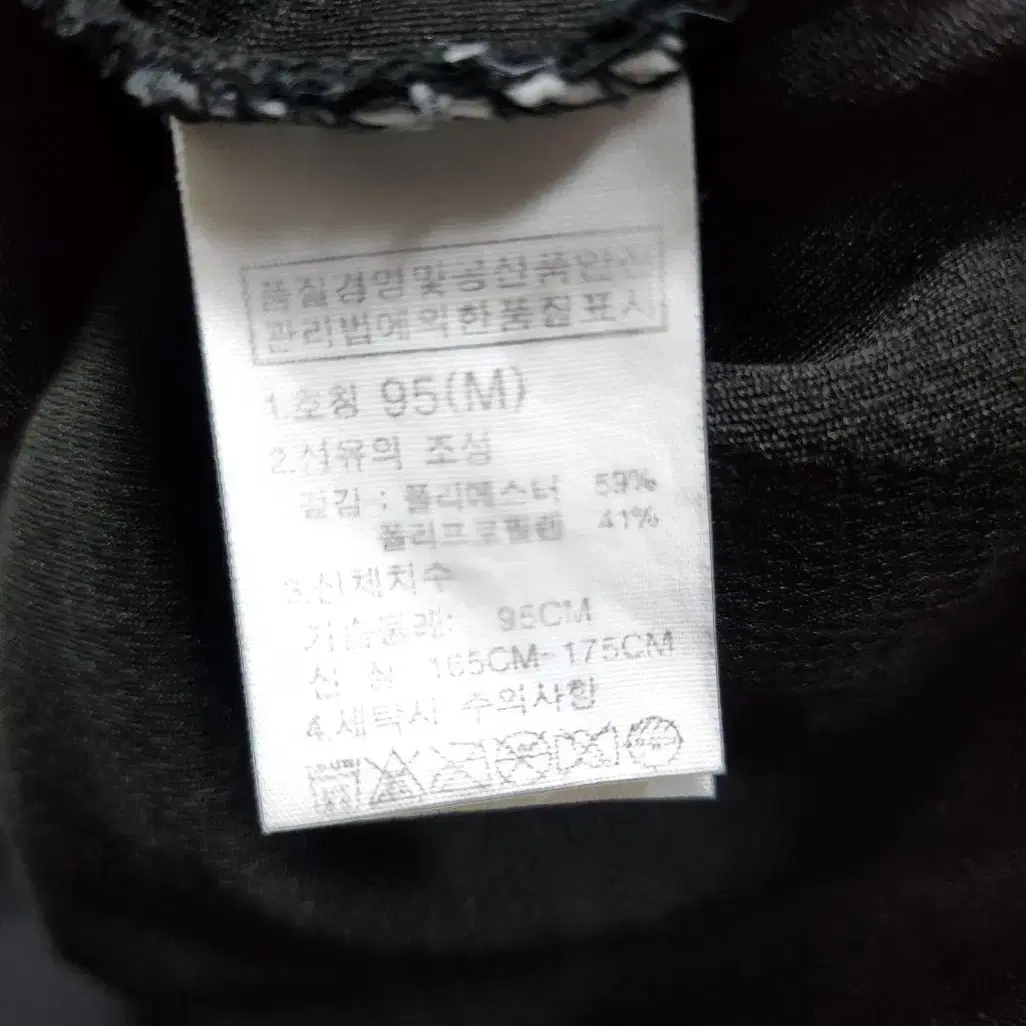 품질경영및공산품안전
관리법에의한품질표시
1.호칭 95(M)
2.섬유의 조성
겉감 : 폴리에스터 59%
폴리프로필렌 41%
3.신체치수
가슴둘레: 95CM
신 장 165CM-175CM
4.세탁시 주의사항